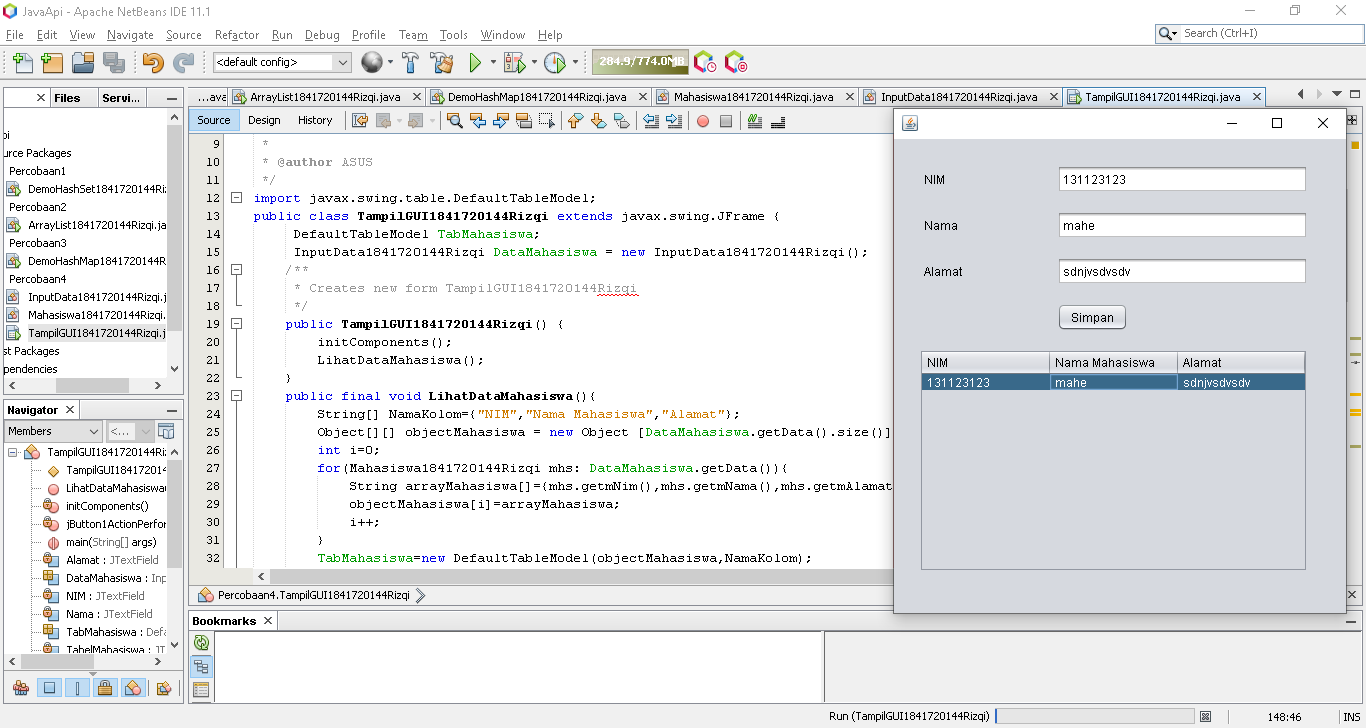 JavaApi - Apache NetBeans IDE 11.1
File Edit View Navigate Source Refactor Run Debug Profile Team Tools Window Help
Search (Ctrl+I)
<default config>
284.9/774.0MB
Files Servi...
...ava ArrayList1841720144Rizqi.java DemoHashMap1841720144Rizqi.java Mahasiswa1841720144Rizqi.java InputData1841720144Rizqi.java TampilGUI1841720144Rizqi.java
Source Design History
pi
urce Packages
Percobaan1
DemoHashSet1841720144Ri
Percobaan2
ArrayList1841720144Rizqi.ja
Percobaan3
DemoHashMap1841720144R
Percobaan4
InputData1841720144Rizqi.j
Mahasiswa1841720144Rizqi.
TampilGUI1841720144Rizqi.j
st Packages
pendencies
Navigator
Members <...
TampilGUI1841720144Ri
TampilGUI18417201
LihatDataMahasiswa
initComponents()
jButton1ActionPerfor
main(String[] args)
Alamat : JTextField
DataMahasiswa : Inp
NIM : JTextField
Nama : JTextField
TabMahasiswa : Defa
TabelMahasiswa : JT
9 *
10 * @author ASUS
11 */
12 import javax.swing.table.DefaultTableModel;
13 public class TampilGUI1841720144Rizqi extends javax.swing.JFrame {
14 DefaultTableModel TabMahasiswa;
15 InputData1841720144Rizqi DataMahasiswa = new InputData1841720144Rizqi();
16 /**
17 * Creates new form TampilGUI1841720144Rizqi
18 */
19 public TampilGUI1841720144Rizqi() {
20 initComponents();
21 LihatDataMahasiswa();
22 }
23 public final void LihatDataMahasiswa(){
24 String[] NamaKolom={"NIM","Nama Mahasiswa","Alamat"};
25 Object[][] objectMahasiswa = new Object [DataMahasiswa.getData().size()]
26 int i=0;
27 for(Mahasiswa1841720144Rizqi mhs: DataMahasiswa.getData()){
28 String arrayMahasiswa[]={mhs.getmNim(),mhs.getmNama(),mhs.getmAlamat
29 objectMahasiswa[i]=arrayMahasiswa;
30 i++;
31 }
32 TabMahasiswa=new DefaultTableModel(objectMahasiswa,NamaKolom);
Percobaan4.TampilGUI1841720144Rizqi
Bookmarks
NIM 131123123
Nama mahe
Alamat sdnjvsdvsdv
Simpan
NIM Nama Mahasiswa Alamat
131123123 mahe sdnjvsdvsdv
Run (TampilGUI1841720144Rizqi) 148:46 INS